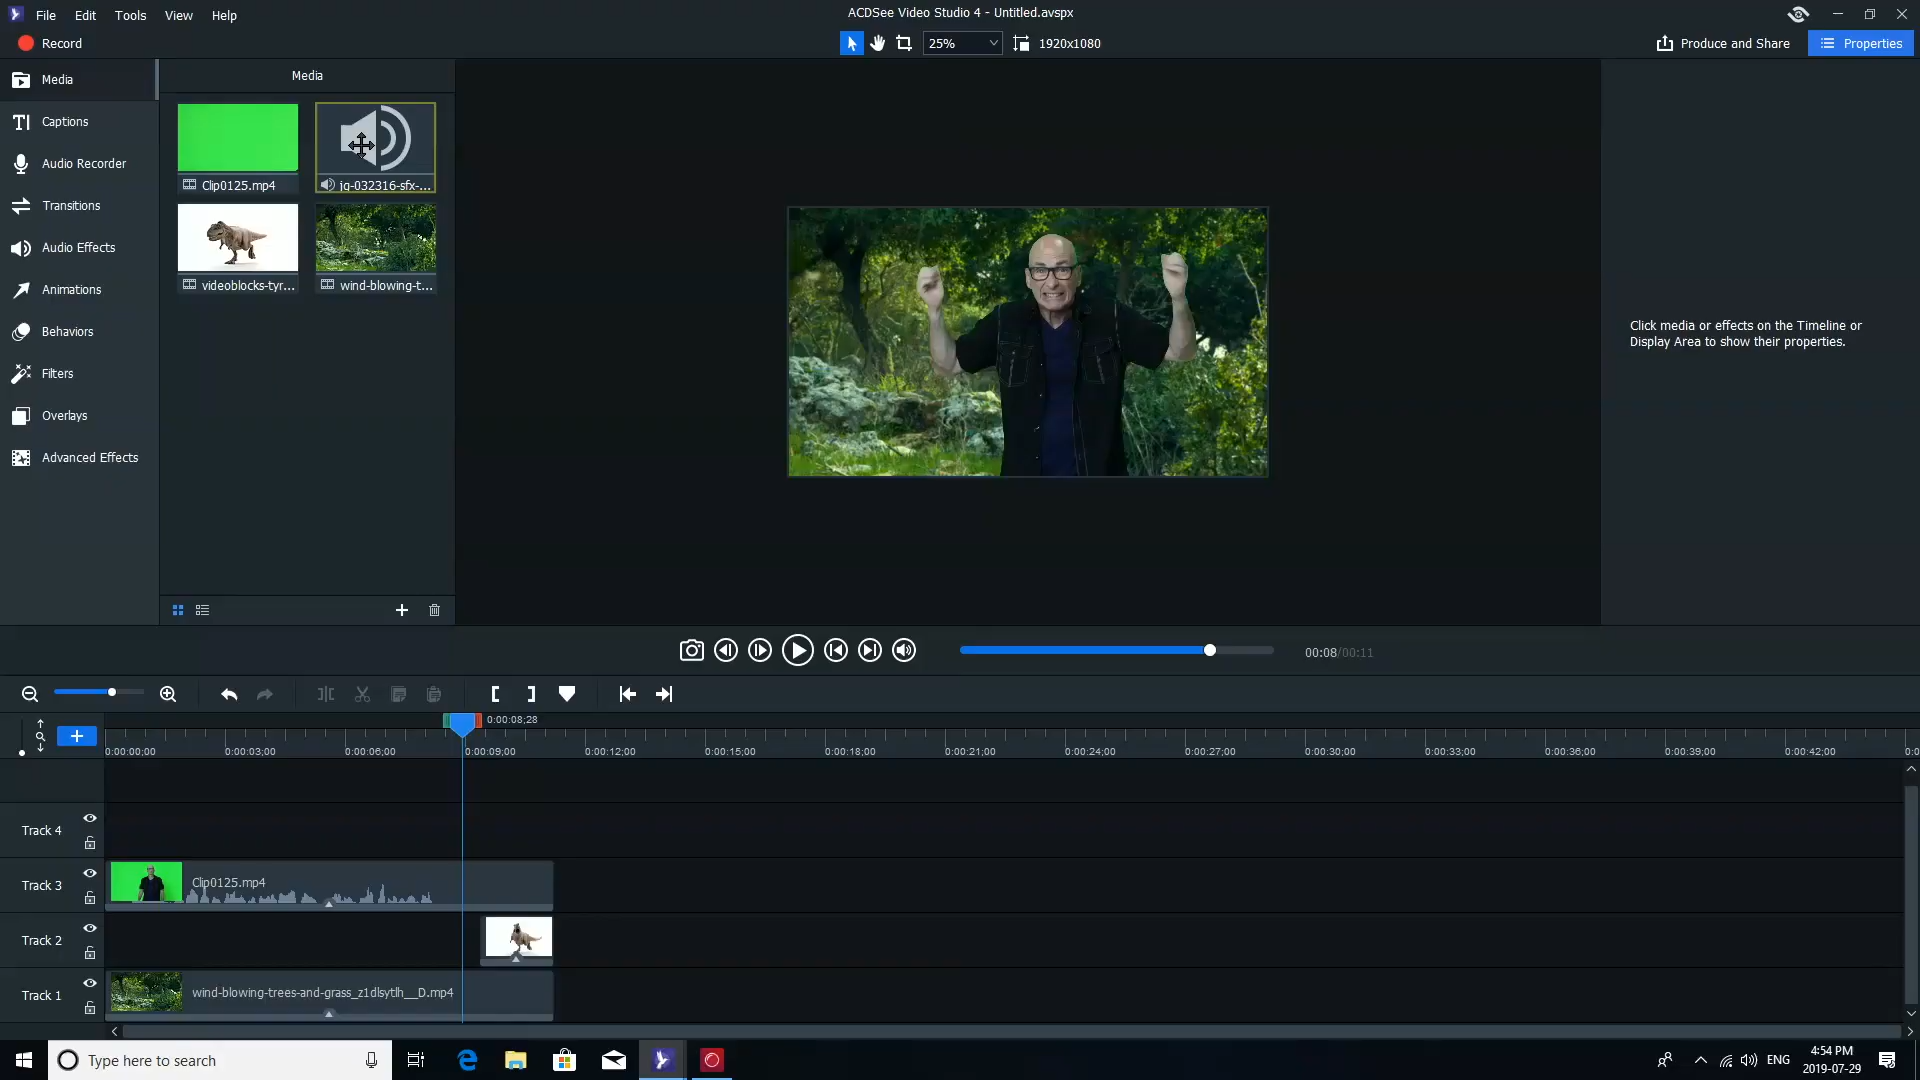 File Edit Tools View Help
ACDSee Video Studio 4 - Untitled.avspx
Record
25%
1920x1080
Produce and Share
Properties
Media
Captions
Audio Recorder
Transitions
Audio Effects
Animations
Behaviors
Filters
Overlays
Advanced Effects
Media
Clip0125.mp4
jg-032316-sfx-...
videoblocks-tyr...
wind-blowing-t...
Click media or effects on the Timeline or
Display Area to show their properties.
00:08/00:11
0:00:08;28
0:00:00;00 0:00:03;00 0:00:06;00 0:00:09;00 0:00:12;00 0:00:15;00 0:00:18;00 0:00:21;00 0:00:24;00 0:00:27;00 0:00:30;00 0:00:33;00 0:00:36;00 0:00:39;00 0:00:42;00
Track 4
Track 3
Clip0125.mp4
Track 2
Track 1
wind-blowing-trees-and-grass_z1dlsytlh__D.mp4
Type here to search
ENG
4:54 PM
2019-07-29